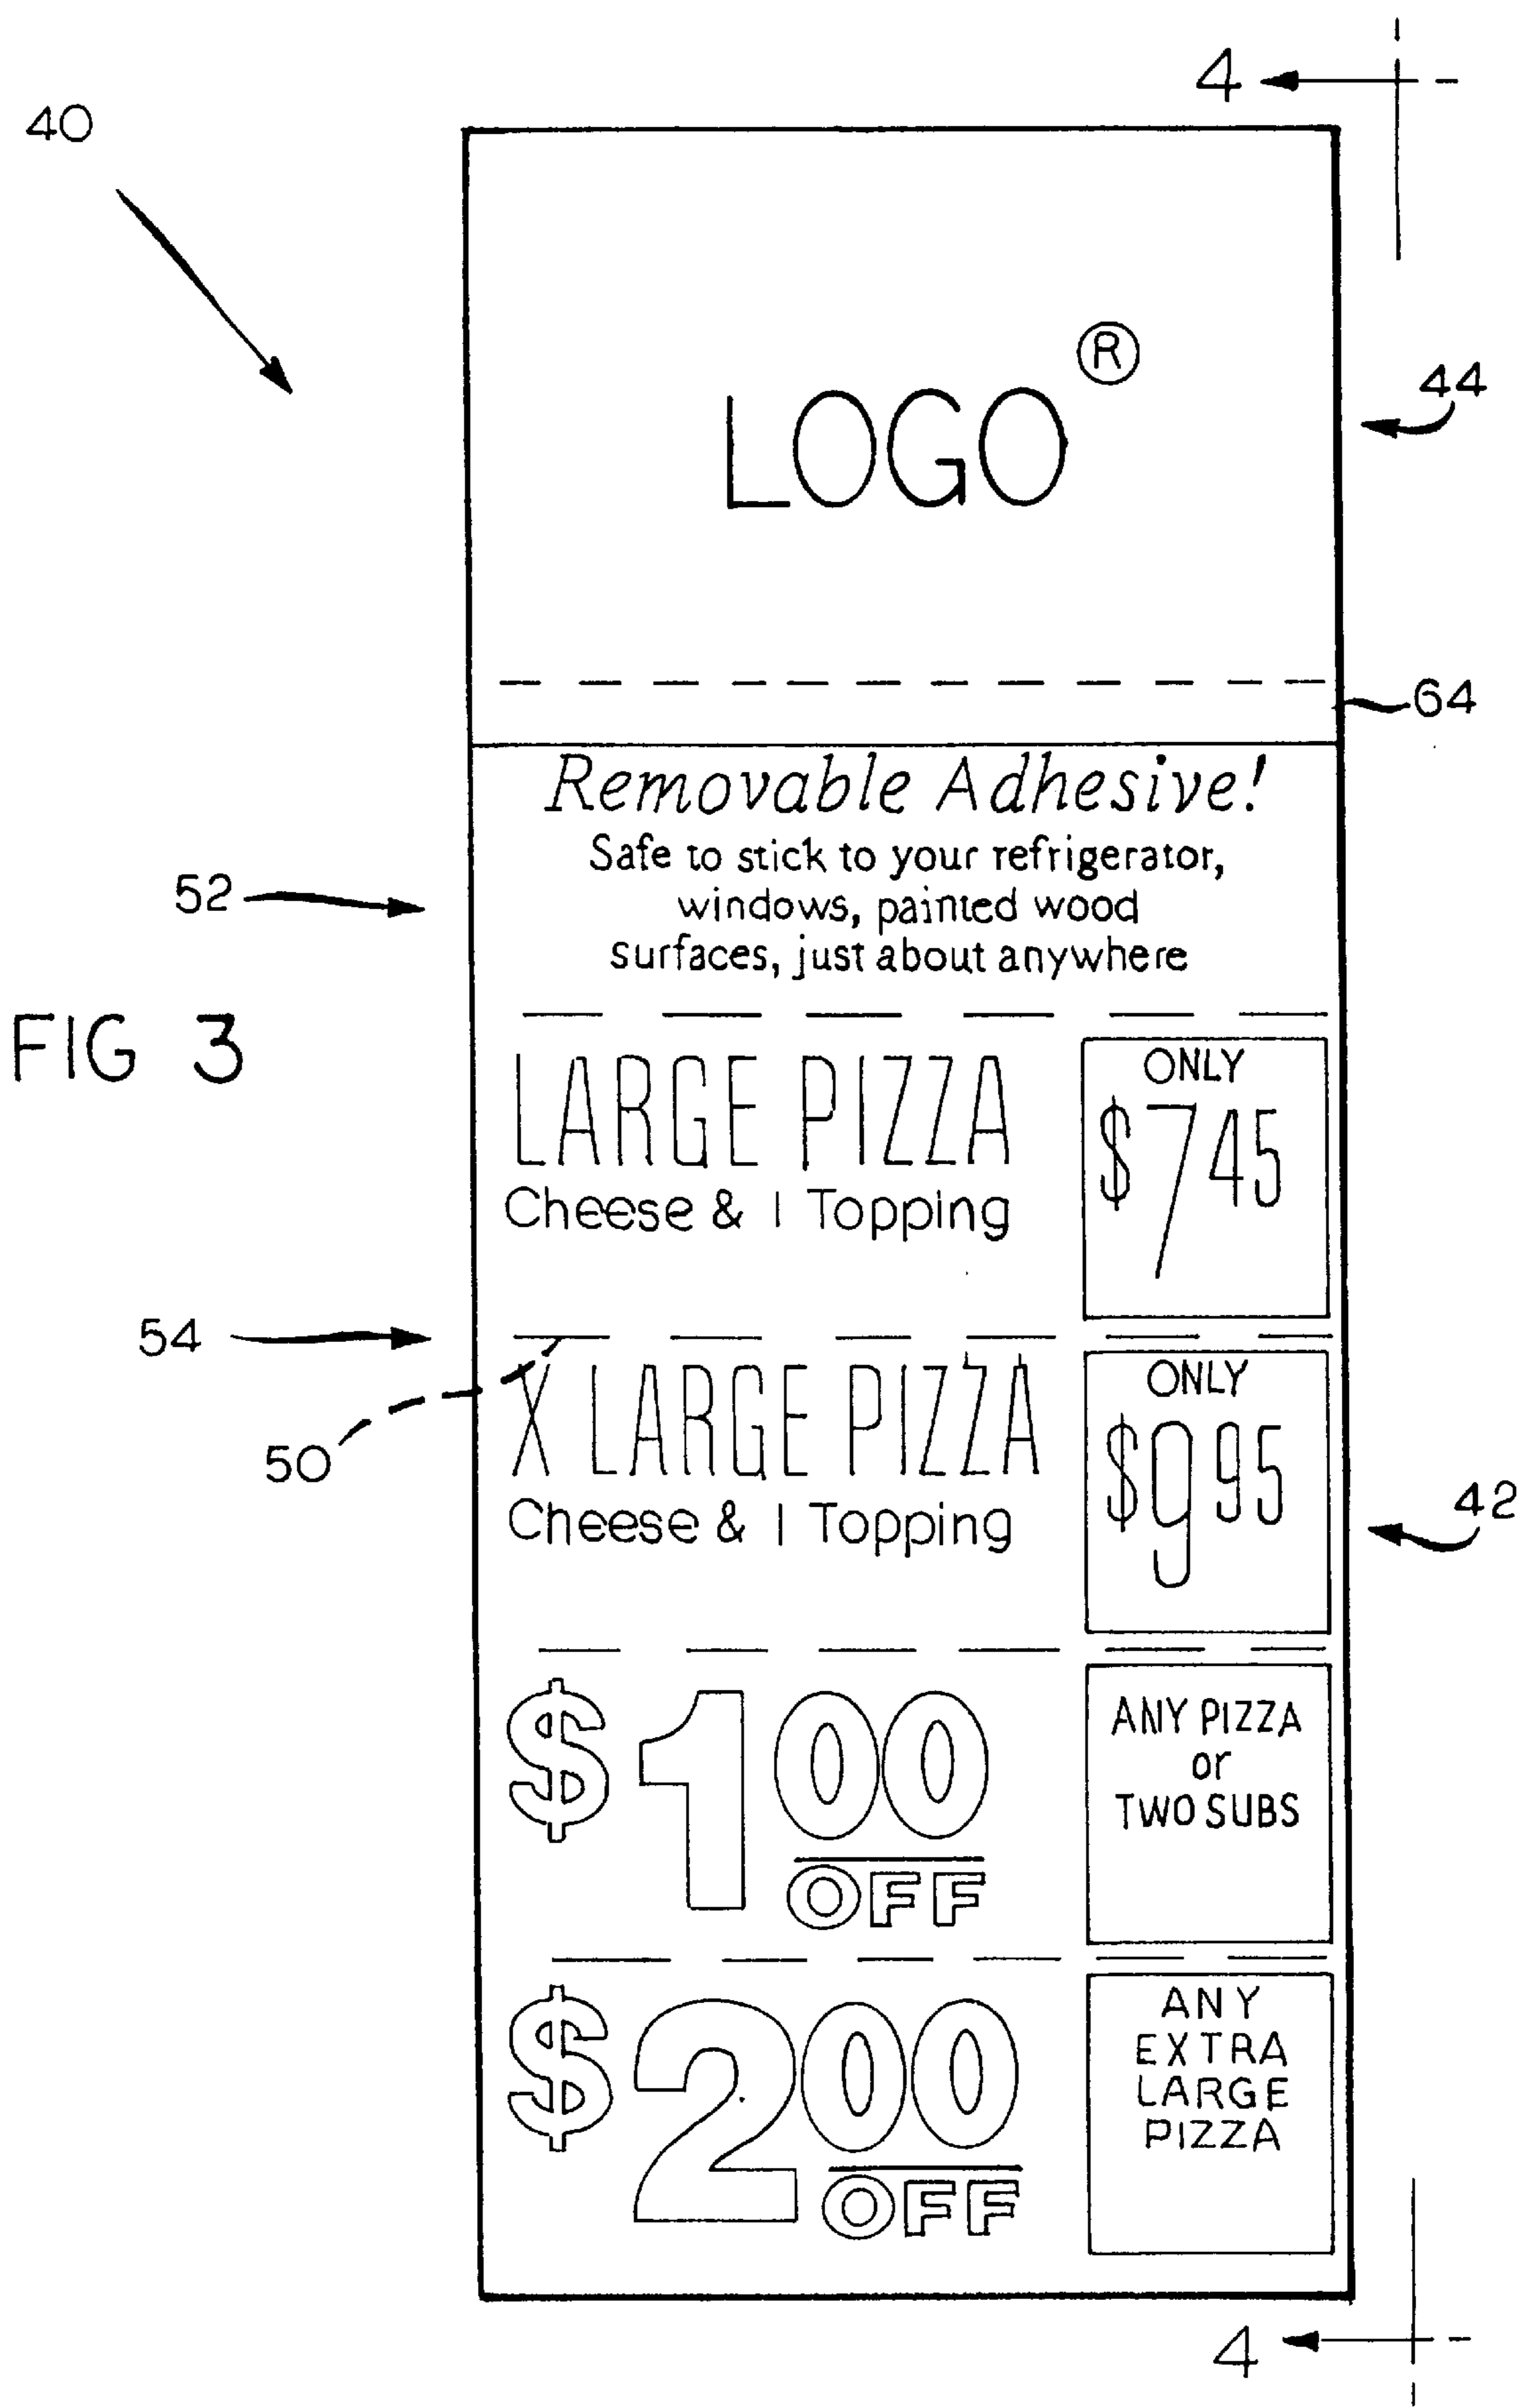 4
40
®
LOGO
44
64
Removable Adhesive!
Safe to stick to your refrigerator,
windows, painted wood
surfaces, just about anywhere
52
FIG 3
LARGE PIZZA
Cheese & 1 Topping
ONLY
$745
54
50
X LARGE PIZZA
Cheese & 1 Topping
ONLY
$995
42
$100
OFF
ANY PIZZA
or
TWO SUBS
$200
OFF
ANY
EXTRA
LARGE
PIZZA
4